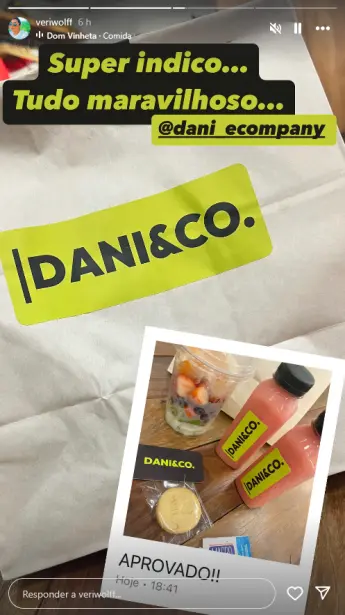 veriwolff 6 h
Dom Vinheta · Comida
Super indico...
Tudo maravilhoso...
@dani_ecompany
|DANI&CO.
|DANI&CO.
|DANI&CO.
DANI&CO.
APROVADO!!
Hoje • 18:41
Responder a veriwolff...